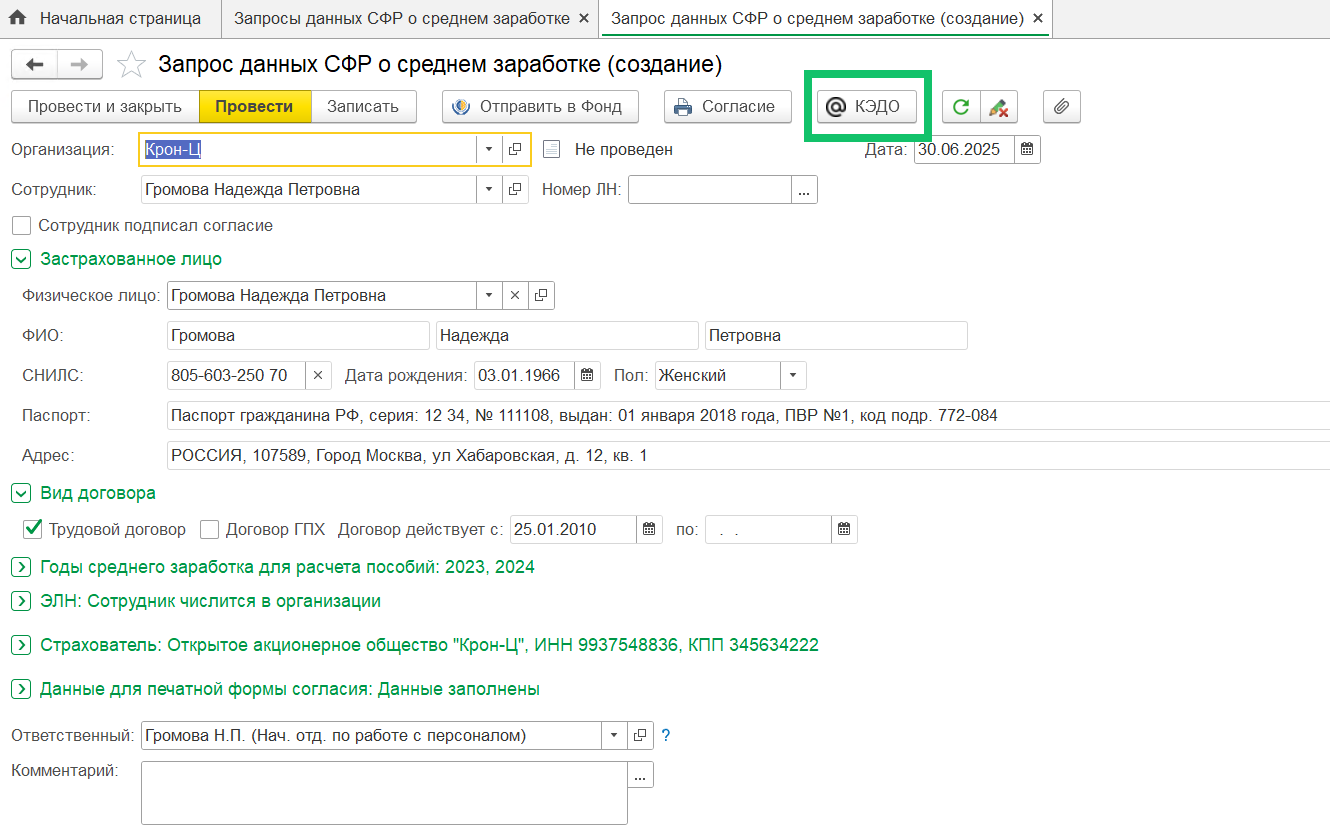 Начальная страница Запросы данных СФР о среднем заработке × Запрос данных СФР о среднем заработке (создание) ×
Запрос данных СФР о среднем заработке (создание)
Провести и закрыть Провести Записать Отправить в Фонд Согласие @ КЭДО
Организация: Крон-Ц Не проведен Дата: 30.06.2025
Сотрудник: Громова Надежда Петровна Номер ЛН: ...
Сотрудник подписал согласие
Застрахованное лицо
Физическое лицо: Громова Надежда Петровна ×
ФИО: Громова Надежда Петровна
СНИЛС: 805-603-250 70 × Дата рождения: 03.01.1966 Пол: Женский
Паспорт: Паспорт гражданина РФ, серия: 12 34, № 111108, выдан: 01 января 2018 года, ПВР №1, код подр. 772-084
Адрес: РОССИЯ, 107589, Город Москва, ул Хабаровская, д. 12, кв. 1
Вид договора
Трудовой договор Договор ГПХ Договор действует с: 25.01.2010 по: . .
Годы среднего заработка для расчета пособий: 2023, 2024
ЭЛН: Сотрудник числится в организации
Страхователь: Открытое акционерное общество "Крон-Ц", ИНН 9937548836, КПП 345634222
Данные для печатной формы согласия: Данные заполнены
Ответственный: Громова Н.П. (Нач. отд. по работе с персоналом) ?
Комментарий: ...